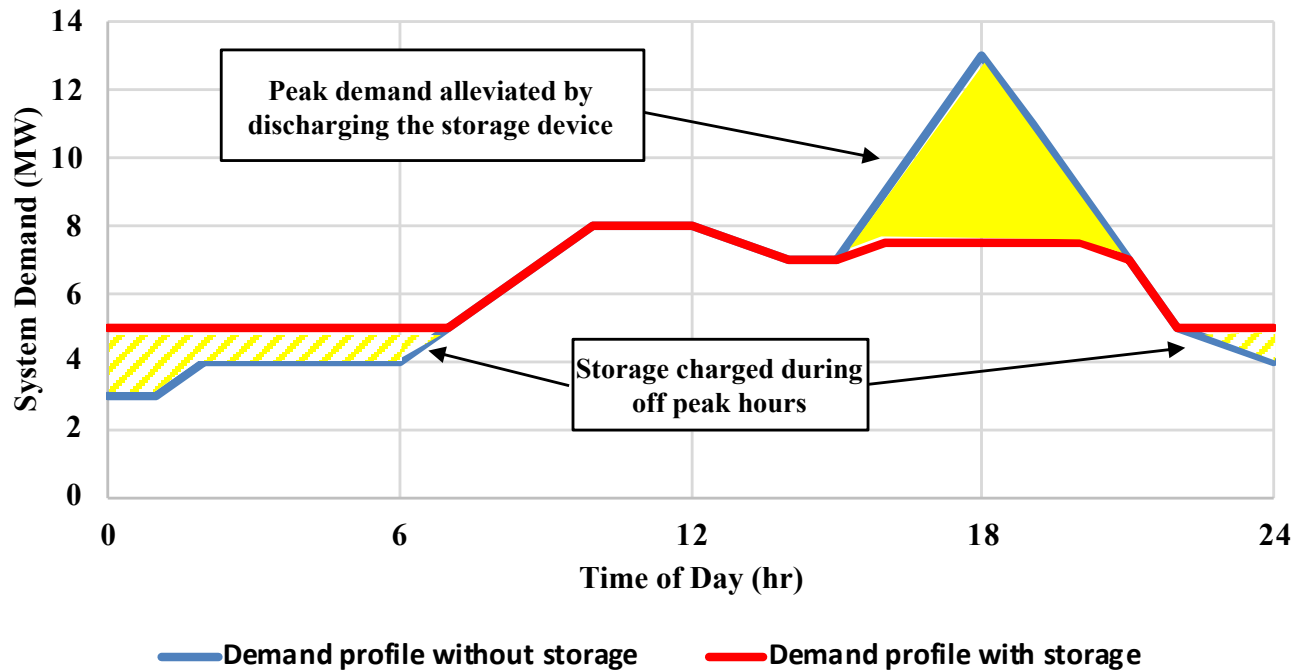 14
12
10
8
6
4
2
0
System Demand (MW)
Peak demand alleviated by
discharging the storage device
Storage charged during
off peak hours
0 6 12 18 24
Time of Day (hr)
Demand profile without storage
Demand profile with storage